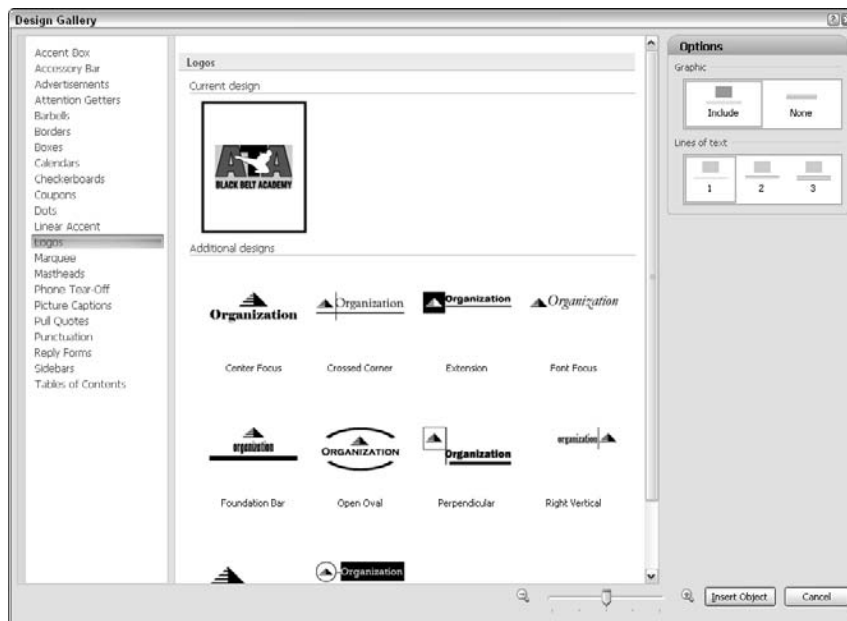 Design Gallery
Accent Box
Accessory Bar
Advertisements
Attention Getters
Barbells
Borders
Boxes
Calendars
Checkerboards
Coupons
Dots
Linear Accent
Logos
Marquee
Mastheads
Phone Tear-Off
Picture Captions
Pull Quotes
Punctuation
Reply Forms
Sidebars
Tables of Contents
Logos
Current design
ATA
BLACK BELT ACADEMY
Additional designs
Organization
Organization
Organization
Organization
Center Focus
Crossed Corner
Extension
Font Focus
organization
ORGANIZATION
Organization
organization
Foundation Bar
Open Oval
Perpendicular
Right Vertical
Organization
Options
Graphic
Include
None
Lines of text
1
2
3
Insert Object
Cancel